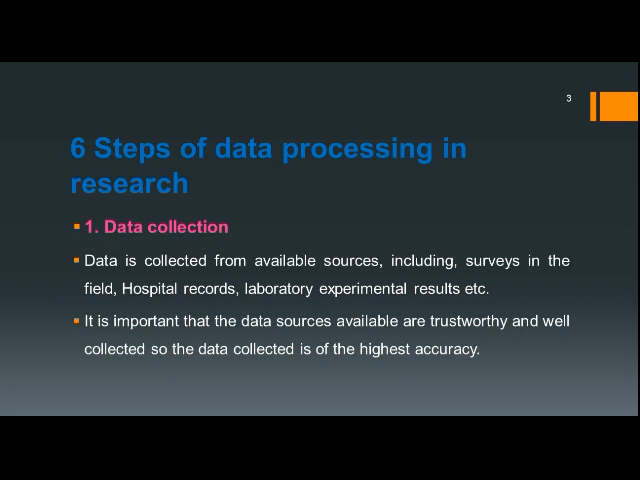 3
6 Steps of data processing in
research
1. Data collection
Data is collected from available sources, including, surveys in the
field, Hospital records, laboratory experimental results etc.
It is important that the data sources available are trustworthy and well
collected so the data collected is of the highest accuracy.